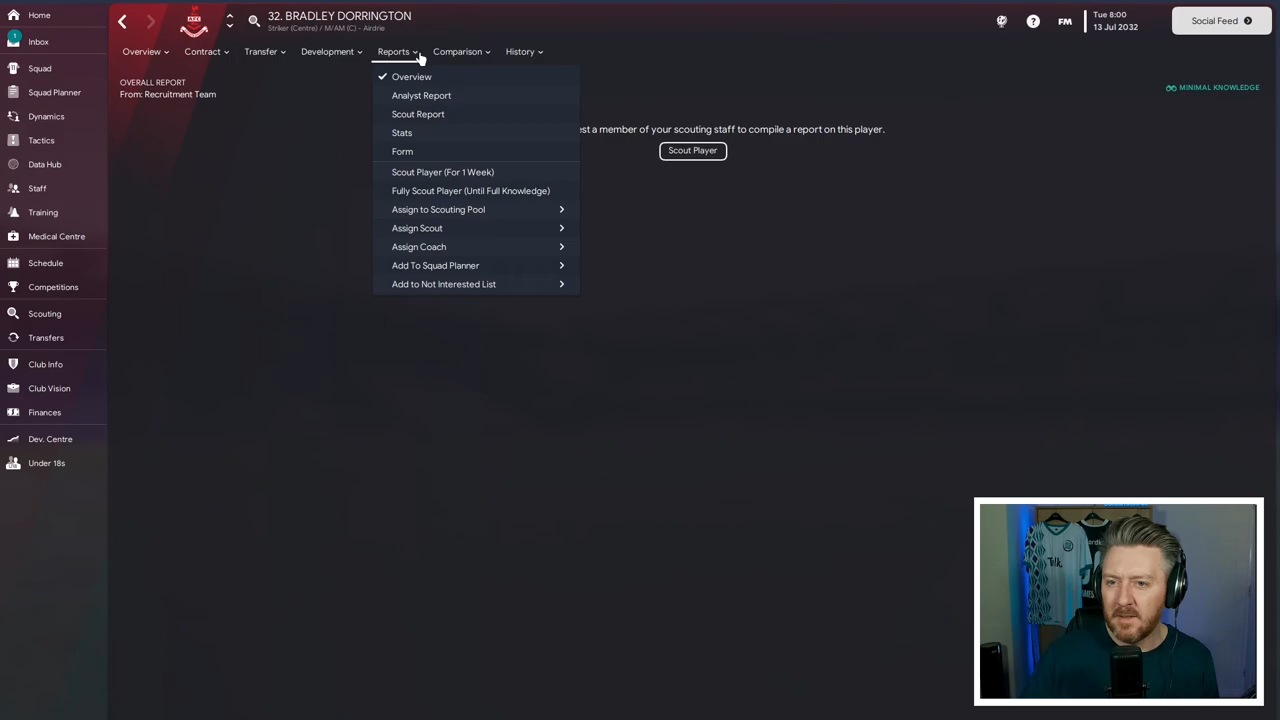 32. BRADLEY DORRINGTON
Striker (Centre) / M/AM (C) - Airdrie
AFC
FM
Tue 8:00
13 Jul 2032
Social Feed
Overview
Contract
Transfer
Development
Reports
Comparison
History
1
Home
Inbox
Squad
Squad Planner
Dynamics
Tactics
Data Hub
Staff
Training
Medical Centre
Schedule
Competitions
Scouting
Transfers
Club Info
Club Vision
Finances
Dev. Centre
Under 18s
OVERALL REPORT
From: Recruitment Team
MINIMAL KNOWLEDGE
Overview
Analyst Report
Scout Report
Stats
Form
Scout Player (For 1 Week)
Fully Scout Player (Until Full Knowledge)
Assign to Scouting Pool
Assign Scout
Assign Coach
Add To Squad Planner
Add to Not Interested List
a member of your scouting staff to compile a report on this player.
Scout Player